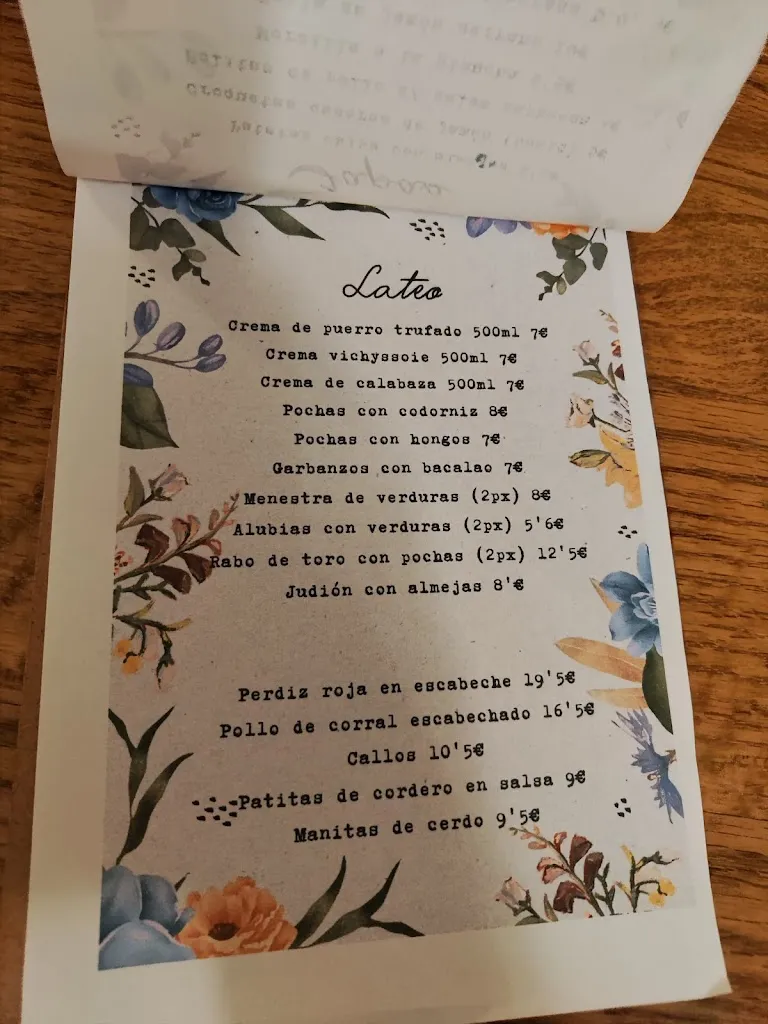 Lateo
Crema de puerro trufado 500ml 7€
Crema vichyssoie 500ml 7€
Crema de calabaza 500ml 7€
Pochas con codorniz 8€
Pochas con hongos 7€
Garbanzos con bacalao 7€
Menestra de verduras (2px) 8€
Alubias con verduras (2px) 5'6€
Rabo de toro con pochas (2px) 12'5€
Judión con almejas 8'€
Perdiz roja en escabeche 19'5€
Pollo de corral escabechado 16'5€
Callos 10'5€
Patitas de cordero en salsa 9€
Manitas de cerdo 9'5€